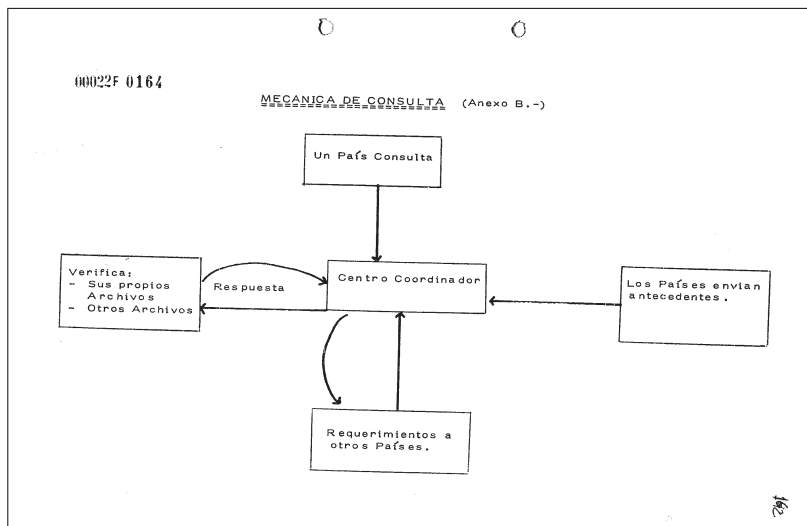 00022F 0164
MECANICA DE CONSULTA (Anexo B.-)
Un País Consulta
Verifica:
- Sus propios
Archivos
- Otros Archivos
Respuesta
Centro Coordinador
Los Países envian
antecedentes.
Requerimientos a
otros Países.
162